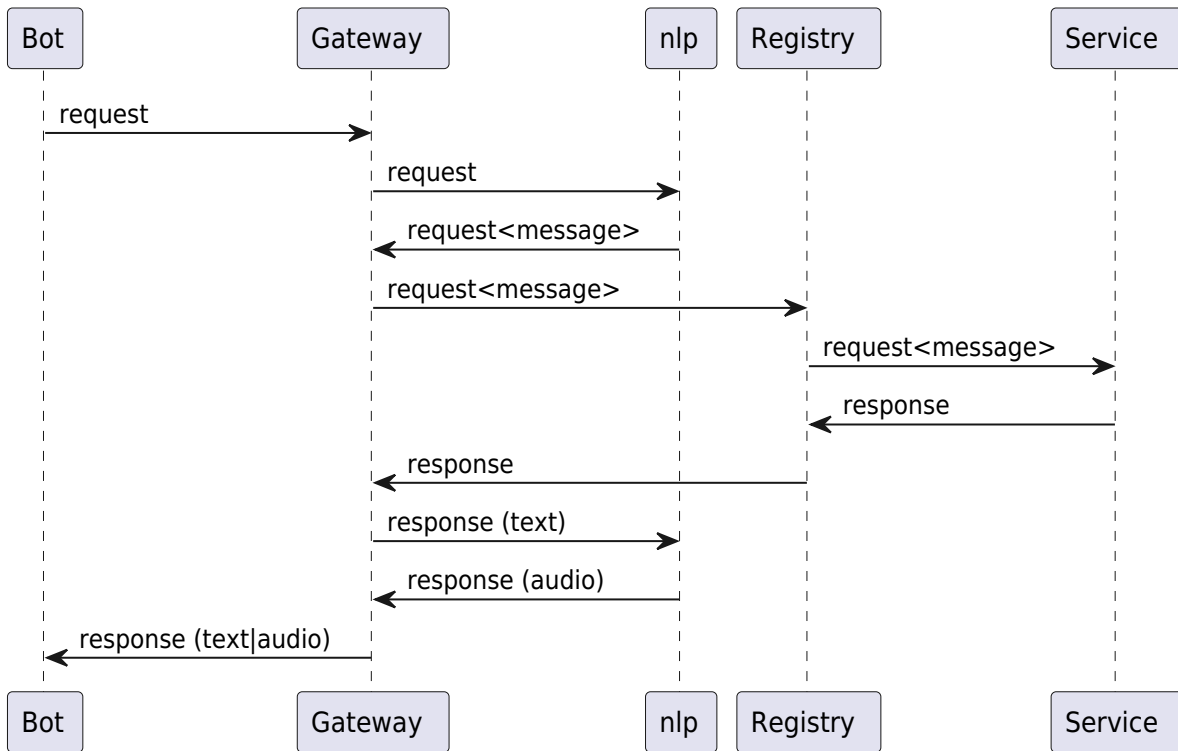 Bot Gateway nlp Registry Service
request
request
request<message>
request<message>
request<message>
response
response
response (text)
response (audio)
response (text|audio)
Bot Gateway nlp Registry Service